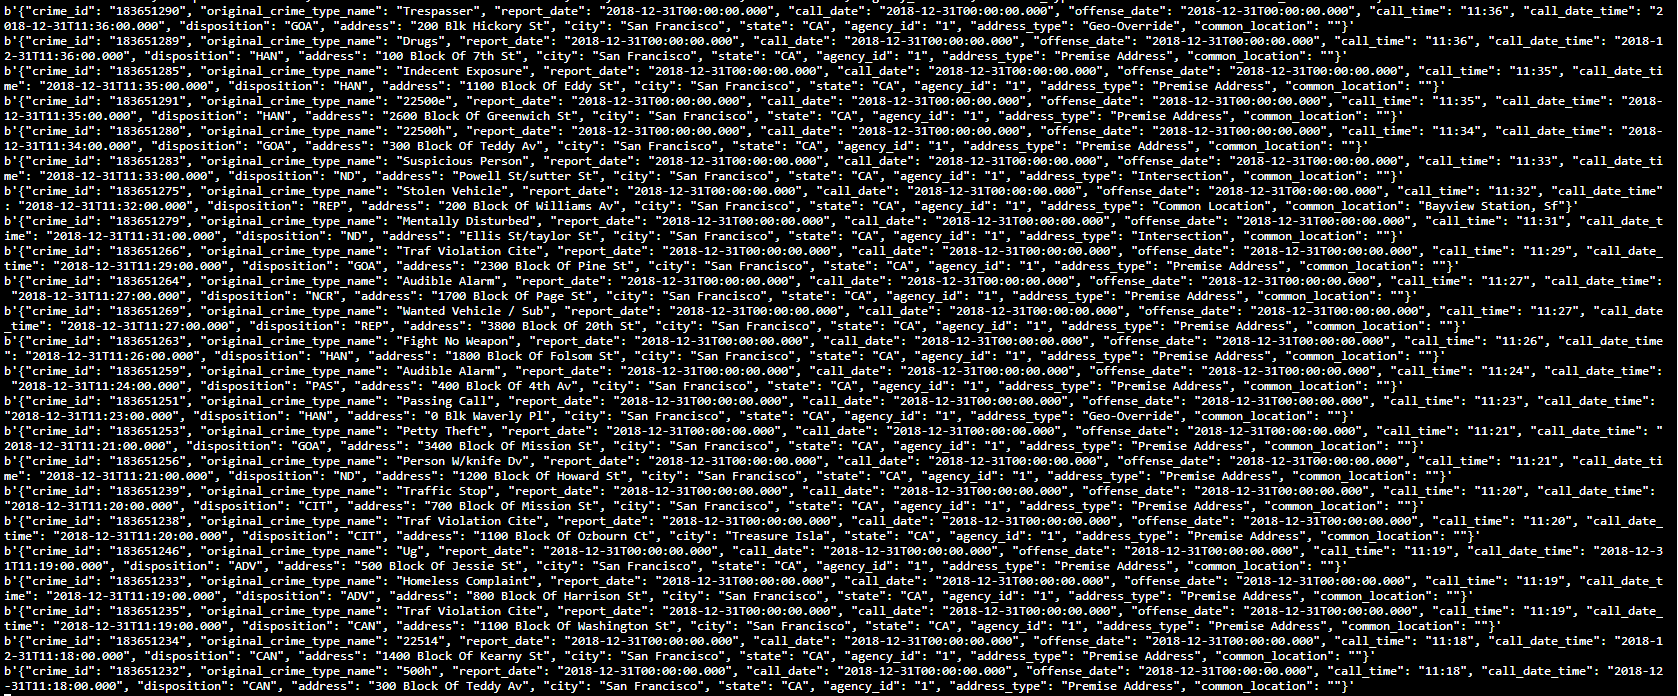 b'{"crime_id": "183651290", "original_crime_type_name": "Trespasser", "report_date": "2018-12-31T00:00:00.000", "call_date": "2018-12-31T00:00:00.000", "offense_date": "2018-12-31T00:00:00.000", "call_time": "11:36", "call_date_time": "2
018-12-31T11:36:00.000", "disposition": "GOA", "address": "200 Blk Hickory St", "city": "San Francisco", "state": "CA", "agency_id": "1", "address_type": "Geo-Override", "common_location": ""}'
b'{"crime_id": "183651289", "original_crime_type_name": "Drugs", "report_date": "2018-12-31T00:00:00.000", "call_date": "2018-12-31T00:00:00.000", "offense_date": "2018-12-31T00:00:00.000", "call_time": "11:36", "call_date_time": "2018-1
2-31T11:36:00.000", "disposition": "HAN", "address": "100 Block Of 7th St", "city": "San Francisco", "state": "CA", "agency_id": "1", "address_type": "Premise Address", "common_location": ""}'
b'{"crime_id": "183651285", "original_crime_type_name": "Indecent Exposure", "report_date": "2018-12-31T00:00:00.000", "call_date": "2018-12-31T00:00:00.000", "offense_date": "2018-12-31T00:00:00.000", "call_time": "11:35", "call_date_ti
me": "2018-12-31T11:35:00.000", "disposition": "HAN", "address": "1100 Block Of Eddy St", "city": "San Francisco", "state": "CA", "agency_id": "1", "address_type": "Premise Address", "common_location": ""}'
b'{"crime_id": "183651291", "original_crime_type_name": "22500e", "report_date": "2018-12-31T00:00:00.000", "call_date": "2018-12-31T00:00:00.000", "offense_date": "2018-12-31T00:00:00.000", "call_time": "11:35", "call_date_time": "2018-
12-31T11:35:00.000", "disposition": "HAN", "address": "2600 Block Of Greenwich St", "city": "San Francisco", "state": "CA", "agency_id": "1", "address_type": "Premise Address", "common_location": ""}'
b'{"crime_id": "183651280", "original_crime_type_name": "22500h", "report_date": "2018-12-31T00:00:00.000", "call_date": "2018-12-31T00:00:00.000", "offense_date": "2018-12-31T00:00:00.000", "call_time": "11:34", "call_date_time": "2018-
12-31T11:34:00.000", "disposition": "GOA", "address": "300 Block Of Teddy Av", "city": "San Francisco", "state": "CA", "agency_id": "1", "address_type": "Premise Address", "common_location": ""}'
b'{"crime_id": "183651283", "original_crime_type_name": "Suspicious Person", "report_date": "2018-12-31T00:00:00.000", "call_date": "2018-12-31T00:00:00.000", "offense_date": "2018-12-31T00:00:00.000", "call_time": "11:33", "call_date_ti
me": "2018-12-31T11:33:00.000", "disposition": "ND", "address": "Powell St/sutter St", "city": "San Francisco", "state": "CA", "agency_id": "1", "address_type": "Intersection", "common_location": ""}'
b'{"crime_id": "183651275", "original_crime_type_name": "Stolen Vehicle", "report_date": "2018-12-31T00:00:00.000", "call_date": "2018-12-31T00:00:00.000", "offense_date": "2018-12-31T00:00:00.000", "call_time": "11:32", "call_date_time"
: "2018-12-31T11:32:00.000", "disposition": "REP", "address": "200 Block Of Williams Av", "city": "San Francisco", "state": "CA", "agency_id": "1", "address_type": "Common Location", "common_location": "Bayview Station, Sf"}'
b'{"crime_id": "183651279", "original_crime_type_name": "Mentally Disturbed", "report_date": "2018-12-31T00:00:00.000", "call_date": "2018-12-31T00:00:00.000", "offense_date": "2018-12-31T00:00:00.000", "call_time": "11:31", "call_date_t
ime": "2018-12-31T11:31:00.000", "disposition": "ND", "address": "Ellis St/taylor St", "city": "San Francisco", "state": "CA", "agency_id": "1", "address_type": "Intersection", "common_location": ""}'
b'{"crime_id": "183651266", "original_crime_type_name": "Traf Violation Cite", "report_date": "2018-12-31T00:00:00.000", "call_date": "2018-12-31T00:00:00.000", "offense_date": "2018-12-31T00:00:00.000", "call_time": "11:29", "call_date_
time": "2018-12-31T11:29:00.000", "disposition": "GOA", "address": "2300 Block Of Pine St", "city": "San Francisco", "state": "CA", "agency_id": "1", "address_type": "Premise Address", "common_location": ""}'
b'{"crime_id": "183651264", "original_crime_type_name": "Audible Alarm", "report_date": "2018-12-31T00:00:00.000", "call_date": "2018-12-31T00:00:00.000", "offense_date": "2018-12-31T00:00:00.000", "call_time": "11:27", "call_date_time":
"2018-12-31T11:27:00.000", "disposition": "NCR", "address": "1700 Block Of Page St", "city": "San Francisco", "state": "CA", "agency_id": "1", "address_type": "Premise Address", "common_location": ""}'
b'{"crime_id": "183651269", "original_crime_type_name": "Wanted Vehicle / Sub", "report_date": "2018-12-31T00:00:00.000", "call_date": "2018-12-31T00:00:00.000", "offense_date": "2018-12-31T00:00:00.000", "call_time": "11:27", "call_date
_time": "2018-12-31T11:27:00.000", "disposition": "REP", "address": "3800 Block Of 20th St", "city": "San Francisco", "state": "CA", "agency_id": "1", "address_type": "Premise Address", "common_location": ""}'
b'{"crime_id": "183651263", "original_crime_type_name": "Fight No Weapon", "report_date": "2018-12-31T00:00:00.000", "call_date": "2018-12-31T00:00:00.000", "offense_date": "2018-12-31T00:00:00.000", "call_time": "11:26", "call_date_time
": "2018-12-31T11:26:00.000", "disposition": "HAN", "address": "1800 Block Of Folsom St", "city": "San Francisco", "state": "CA", "agency_id": "1", "address_type": "Premise Address", "common_location": ""}'
b'{"crime_id": "183651259", "original_crime_type_name": "Audible Alarm", "report_date": "2018-12-31T00:00:00.000", "call_date": "2018-12-31T00:00:00.000", "offense_date": "2018-12-31T00:00:00.000", "call_time": "11:24", "call_date_time":
"2018-12-31T11:24:00.000", "disposition": "PAS", "address": "400 Block Of 4th Av", "city": "San Francisco", "state": "CA", "agency_id": "1", "address_type": "Premise Address", "common_location": ""}'
b'{"crime_id": "183651251", "original_crime_type_name": "Passing Call", "report_date": "2018-12-31T00:00:00.000", "call_date": "2018-12-31T00:00:00.000", "offense_date": "2018-12-31T00:00:00.000", "call_time": "11:23", "call_date_time": 
"2018-12-31T11:23:00.000", "disposition": "HAN", "address": "0 Blk Waverly Pl", "city": "San Francisco", "state": "CA", "agency_id": "1", "address_type": "Geo-Override", "common_location": ""}'
b'{"crime_id": "183651253", "original_crime_type_name": "Petty Theft", "report_date": "2018-12-31T00:00:00.000", "call_date": "2018-12-31T00:00:00.000", "offense_date": "2018-12-31T00:00:00.000", "call_time": "11:21", "call_date_time": "
2018-12-31T11:21:00.000", "disposition": "GOA", "address": "3400 Block Of Mission St", "city": "San Francisco", "state": "CA", "agency_id": "1", "address_type": "Premise Address", "common_location": ""}'
b'{"crime_id": "183651256", "original_crime_type_name": "Person W/knife Dv", "report_date": "2018-12-31T00:00:00.000", "call_date": "2018-12-31T00:00:00.000", "offense_date": "2018-12-31T00:00:00.000", "call_time": "11:21", "call_date_ti
me": "2018-12-31T11:21:00.000", "disposition": "ND", "address": "1200 Block Of Howard St", "city": "San Francisco", "state": "CA", "agency_id": "1", "address_type": "Premise Address", "common_location": ""}'
b'{"crime_id": "183651239", "original_crime_type_name": "Traffic Stop", "report_date": "2018-12-31T00:00:00.000", "call_date": "2018-12-31T00:00:00.000", "offense_date": "2018-12-31T00:00:00.000", "call_time": "11:20", "call_date_time": 
"2018-12-31T11:20:00.000", "disposition": "CIT", "address": "700 Block Of Mission St", "city": "San Francisco", "state": "CA", "agency_id": "1", "address_type": "Premise Address", "common_location": ""}'
b'{"crime_id": "183651238", "original_crime_type_name": "Traf Violation Cite", "report_date": "2018-12-31T00:00:00.000", "call_date": "2018-12-31T00:00:00.000", "offense_date": "2018-12-31T00:00:00.000", "call_time": "11:20", "call_date_
time": "2018-12-31T11:20:00.000", "disposition": "CIT", "address": "1100 Block Of Ozbourn Ct", "city": "Treasure Isla", "state": "CA", "agency_id": "1", "address_type": "Premise Address", "common_location": ""}'
b'{"crime_id": "183651246", "original_crime_type_name": "Ug", "report_date": "2018-12-31T00:00:00.000", "call_date": "2018-12-31T00:00:00.000", "offense_date": "2018-12-31T00:00:00.000", "call_time": "11:19", "call_date_time": "2018-12-3
1T11:19:00.000", "disposition": "ADV", "address": "500 Block Of Jessie St", "city": "San Francisco", "state": "CA", "agency_id": "1", "address_type": "Premise Address", "common_location": ""}'
b'{"crime_id": "183651233", "original_crime_type_name": "Homeless Complaint", "report_date": "2018-12-31T00:00:00.000", "call_date": "2018-12-31T00:00:00.000", "offense_date": "2018-12-31T00:00:00.000", "call_time": "11:19", "call_date_t
ime": "2018-12-31T11:19:00.000", "disposition": "ADV", "address": "800 Block Of Harrison St", "city": "San Francisco", "state": "CA", "agency_id": "1", "address_type": "Premise Address", "common_location": ""}'
b'{"crime_id": "183651235", "original_crime_type_name": "Traf Violation Cite", "report_date": "2018-12-31T00:00:00.000", "call_date": "2018-12-31T00:00:00.000", "offense_date": "2018-12-31T00:00:00.000", "call_time": "11:19", "call_date_
time": "2018-12-31T11:19:00.000", "disposition": "CAN", "address": "1100 Block Of Washington St", "city": "San Francisco", "state": "CA", "agency_id": "1", "address_type": "Premise Address", "common_location": ""}'
b'{"crime_id": "183651234", "original_crime_type_name": "22514", "report_date": "2018-12-31T00:00:00.000", "call_date": "2018-12-31T00:00:00.000", "offense_date": "2018-12-31T00:00:00.000", "call_time": "11:18", "call_date_time": "2018-1
2-31T11:18:00.000", "disposition": "CAN", "address": "1400 Block Of Kearny St", "city": "San Francisco", "state": "CA", "agency_id": "1", "address_type": "Premise Address", "common_location": ""}'
b'{"crime_id": "183651232", "original_crime_type_name": "500h", "report_date": "2018-12-31T00:00:00.000", "call_date": "2018-12-31T00:00:00.000", "offense_date": "2018-12-31T00:00:00.000", "call_time": "11:18", "call_date_time": "2018-12
-31T11:18:00.000", "disposition": "CAN", "address": "300 Block Of Teddy Av", "city": "San Francisco", "state": "CA", "agency_id": "1", "address_type": "Premise Address", "common_location": ""}'